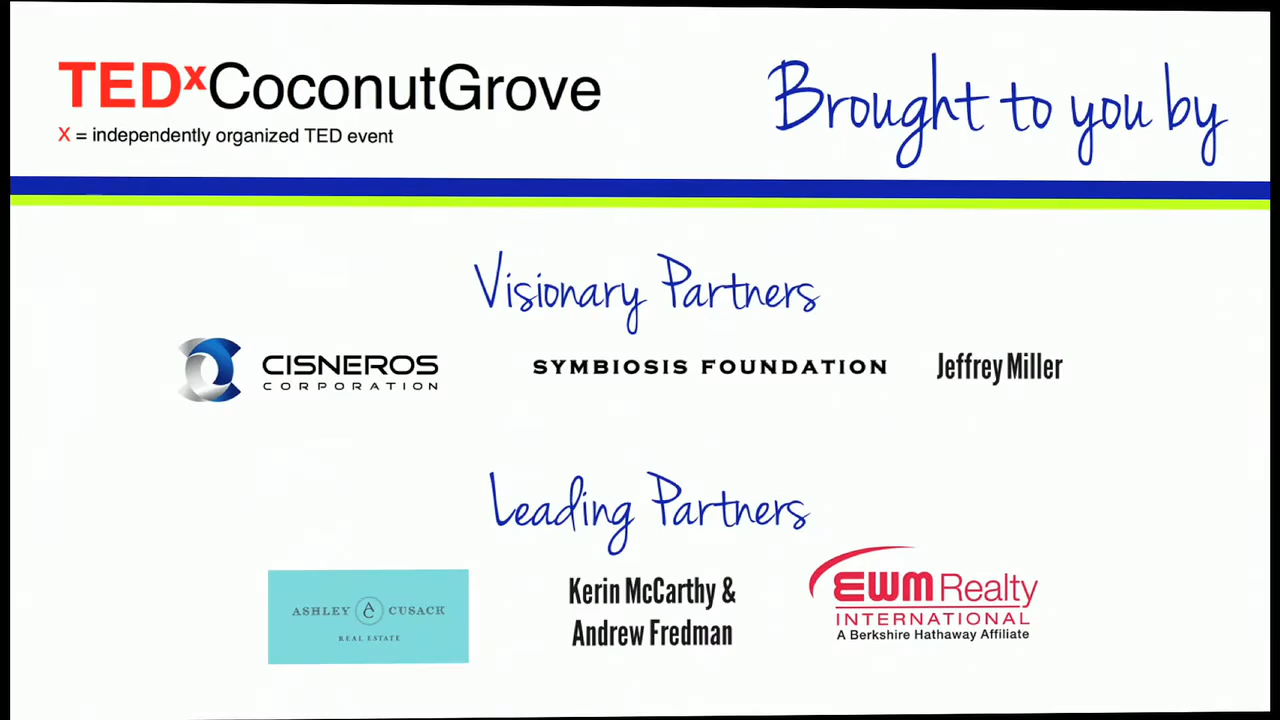 TEDxCoconutGrove
X = independently organized TED event
Brought to you by
Visionary Partners
CISNEROS
CORPORATION
SYMBIOSIS FOUNDATION
Jeffrey Miller
Leading Partners
ASHLEY AC CUSACK
REAL ESTATE
Kerin McCarthy &
Andrew Fredman
EWM Realty
INTERNATIONAL
A Berkshire Hathaway Affiliate